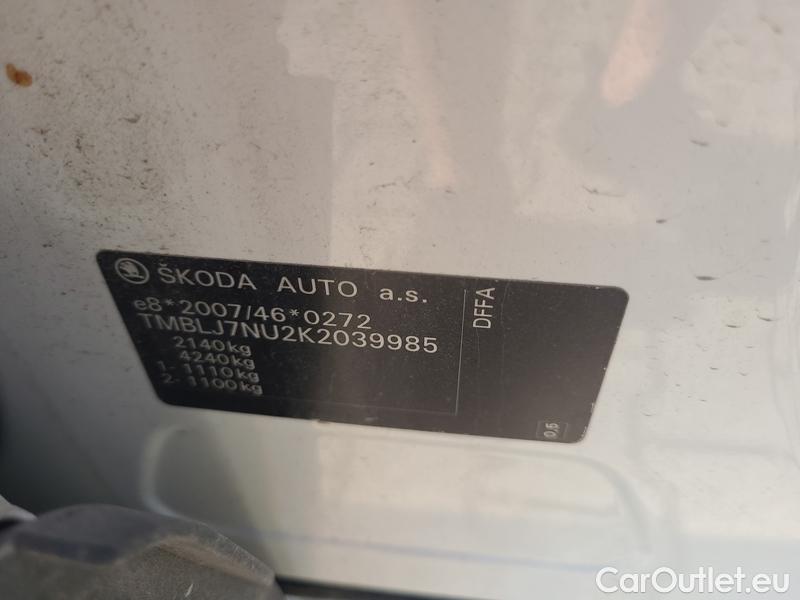 ŠKODA AUTO a.s.
e8*2007/46*0272
TMBLJ7NU2K2039985
2140kg
4240kg
1- 1110kg
2- 1100kg
DFFA
0,5
CarOutlet.eu